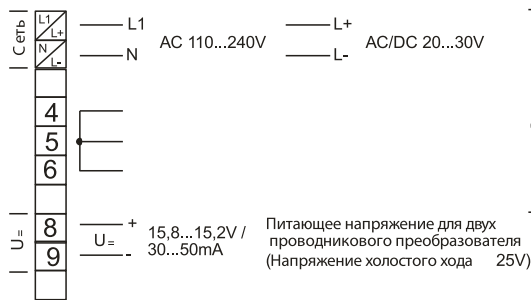 Сеть
L1/L+
N/L-
L1
N
AC 110...240V
L+
L-
AC/DC 20...30V
4
5
6
U=
8
9
+
U=
-
15,8...15,2V /
30...50mA
Питающее напряжение для двух
проводникового преобразователя
(Напряжение холостого хода 25V)